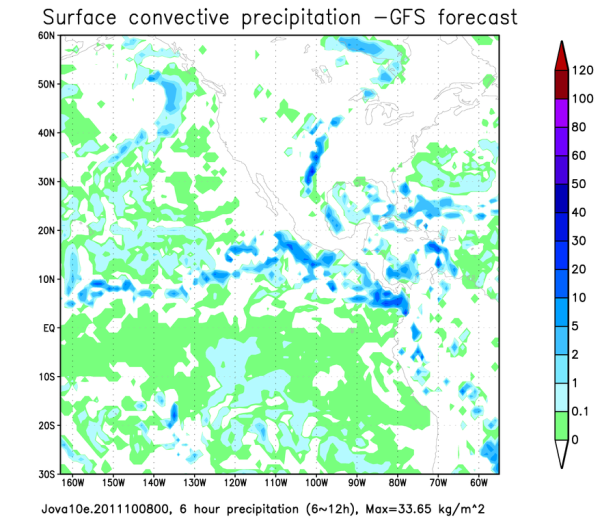 Surface convective precipitation -GFS forecast
60N
50N
40N
30N
20N
10N
EQ
10S
20S
30S
160W 150W 140W 130W 120W 110W 100W 90W 80W 70W 60W
120
100
80
60
50
40
30
20
10
5
2
1
0.1
0
Jova10e.2011100800, 6 hour precipitation (6~12h), Max=33.65 kg/m^2